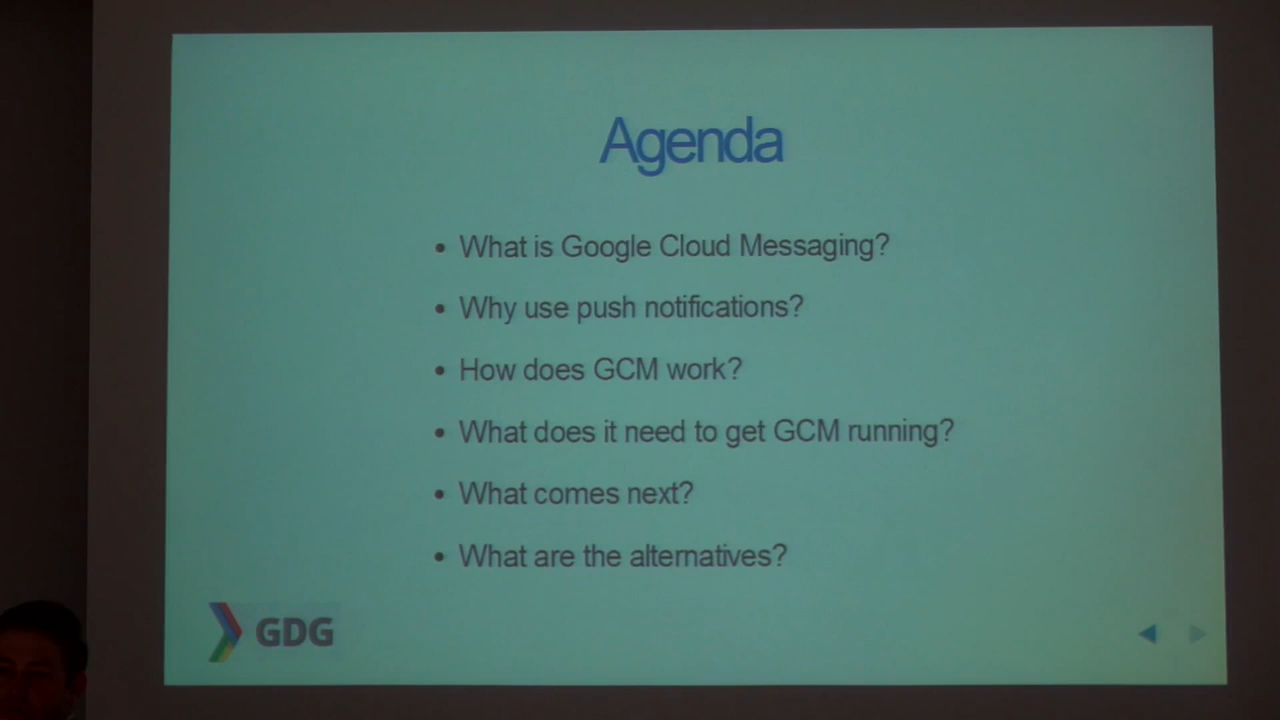 Agenda
• What is Google Cloud Messaging?
• Why use push notifications?
• How does GCM work?
• What does it need to get GCM running?
• What comes next?
• What are the alternatives?
GDG